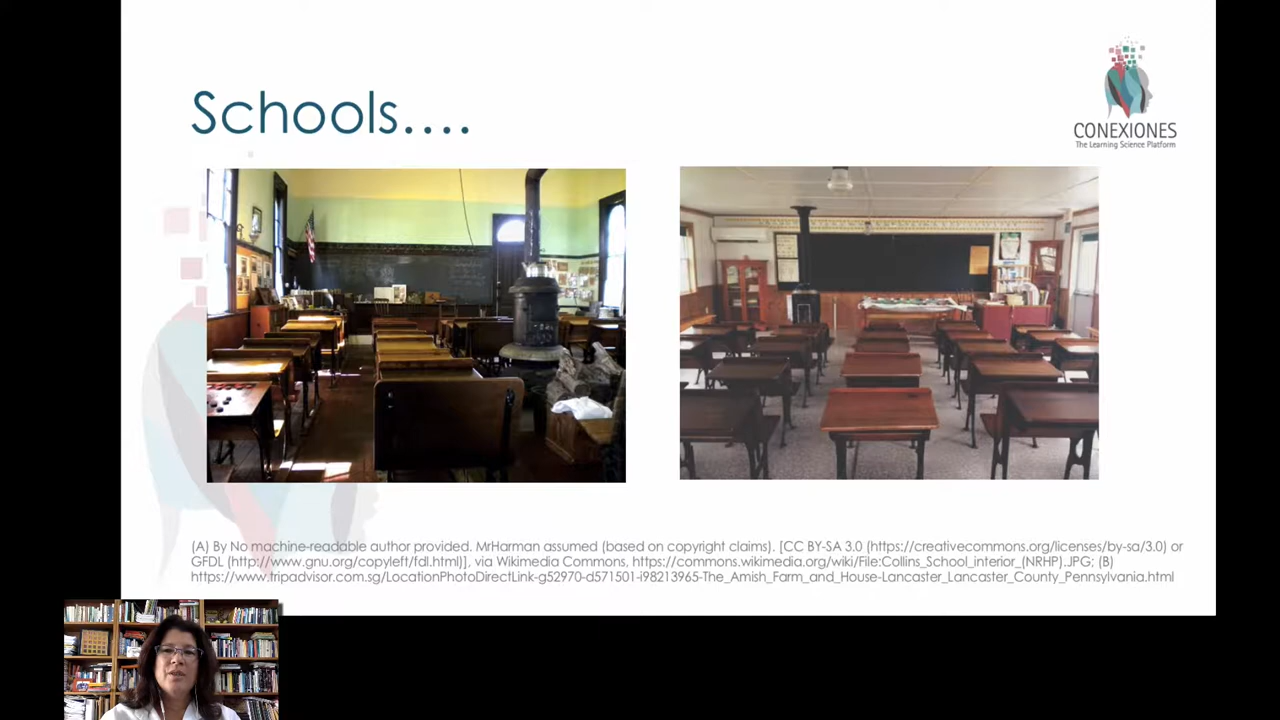 Schools....
CONEXIONES
The Learning Science Platform
(A) By No machine-readable author provided. MrHarman assumed (based on copyright claims). [CC BY-SA 3.0 (https://creativecommons.org/licenses/by-sa/3.0) or
GFDL (http://www.gnu.org/copyleft/fdl.html)], via Wikimedia Commons, https://commons.wikimedia.org/wiki/File:Collins_School_interior_(NRHP).JPG; (B)
https://www.tripadvisor.com.sg/LocationPhotoDirectLink-g52970-d571501-i98213965-The_Amish_Farm_and_House-Lancaster_Lancaster_County_Pennsylvania.html